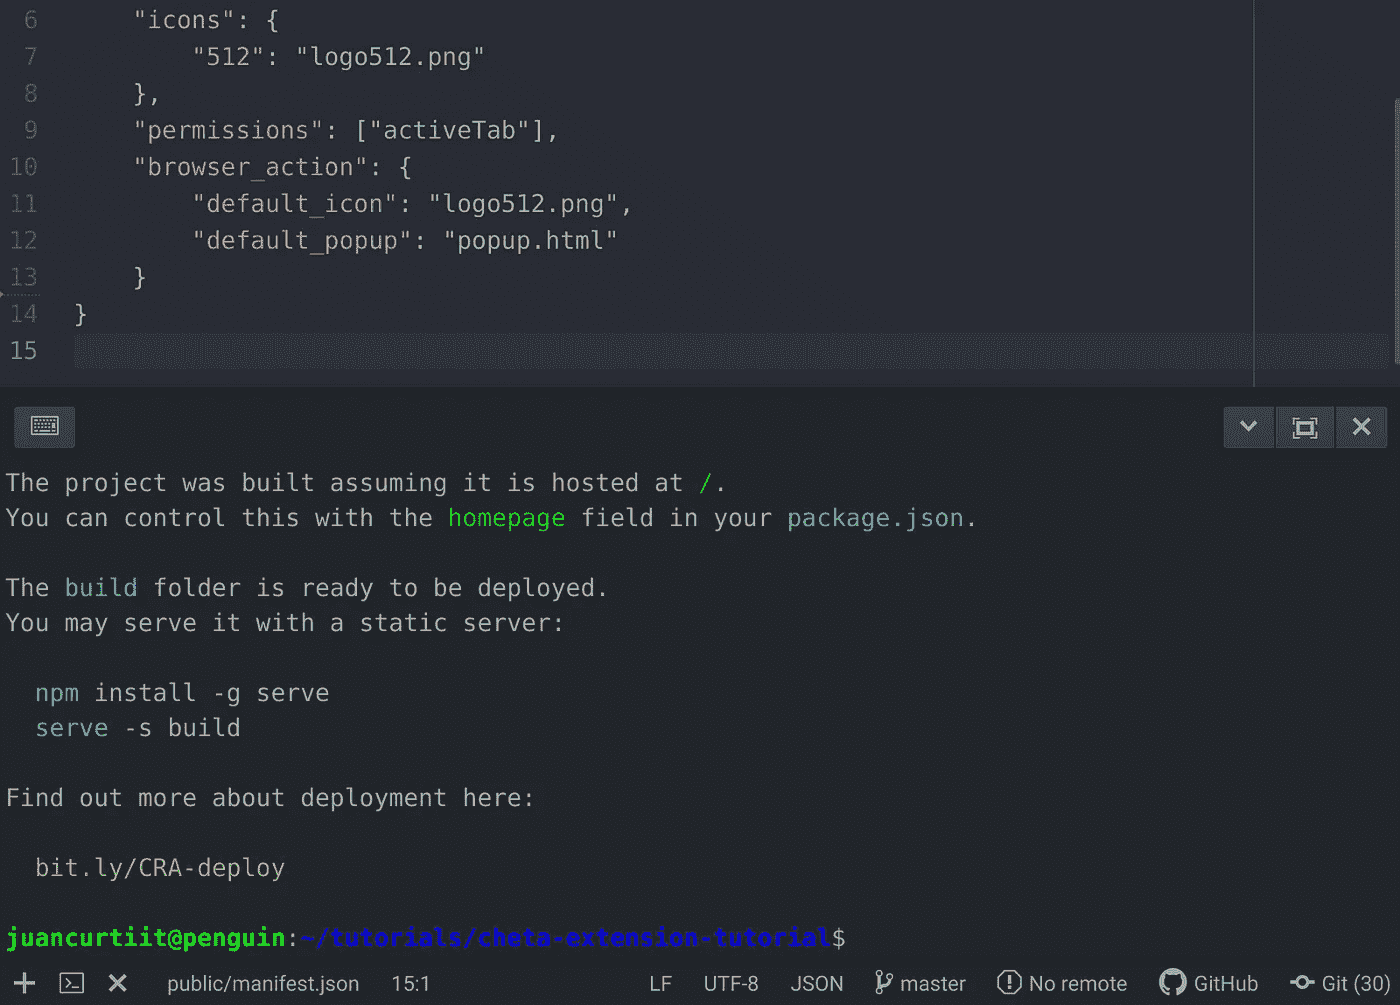 6 "icons": {
7 "512": "logo512.png"
8 },
9 "permissions": ["activeTab"],
10 "browser_action": {
11 "default_icon": "logo512.png",
12 "default_popup": "popup.html"
13 }
14 }
15
The project was built assuming it is hosted at /.
You can control this with the homepage field in your package.json.
The build folder is ready to be deployed.
You may serve it with a static server:
npm install -g serve
serve -s build
Find out more about deployment here:
bit.ly/CRA-deploy
juancurtiit@penguin:~/tutorials/cheta-extension-tutorial$
public/manifest.json 15:1 LF UTF-8 JSON master No remote GitHub Git (30)